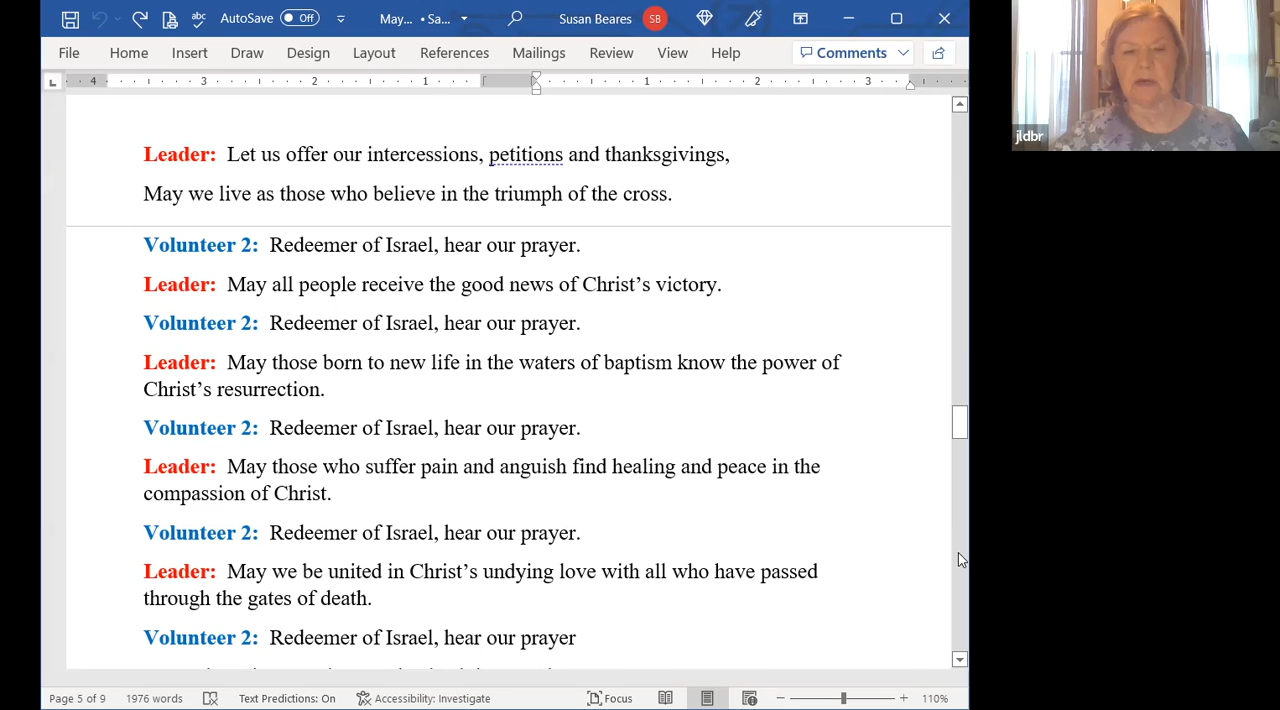 AutoSave Off May... • Sa... Susan Beares SB
File Home Insert Draw Design Layout References Mailings Review View Help Comments
4 3 2 1 1 2 3
Leader: Let us offer our intercessions, petitions and thanksgivings,
May we live as those who believe in the triumph of the cross.
Volunteer 2: Redeemer of Israel, hear our prayer.
Leader: May all people receive the good news of Christ's victory.
Volunteer 2: Redeemer of Israel, hear our prayer.
Leader: May those born to new life in the waters of baptism know the power of
Christ's resurrection.
Volunteer 2: Redeemer of Israel, hear our prayer.
Leader: May those who suffer pain and anguish find healing and peace in the
compassion of Christ.
Volunteer 2: Redeemer of Israel, hear our prayer.
Leader: May we be united in Christ's undying love with all who have passed
through the gates of death.
Volunteer 2: Redeemer of Israel, hear our prayer
Page 5 of 9 1976 words Text Predictions: On Accessibility: Investigate Focus 110%
jldbr